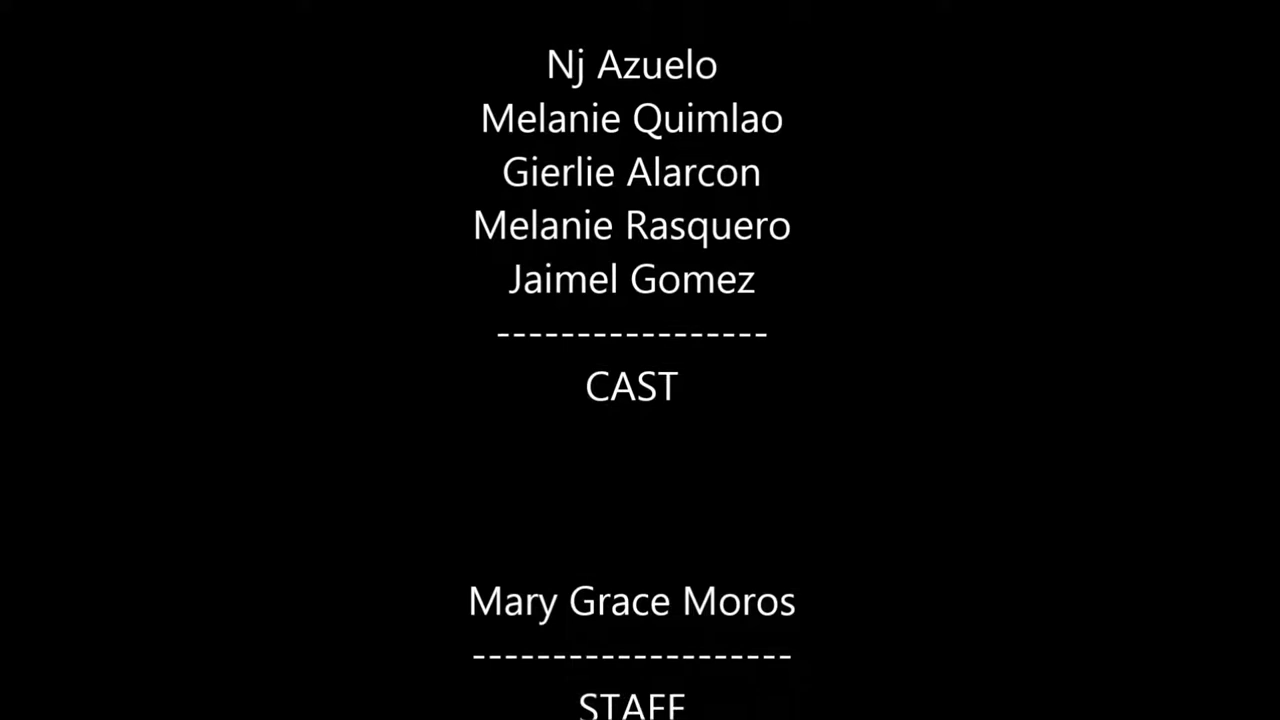 Nj Azuelo
Melanie Quimlao
Gierlie Alarcon
Melanie Rasquero
Jaimel Gomez
-----------------
CAST
Mary Grace Moros
--------------------
STAFF